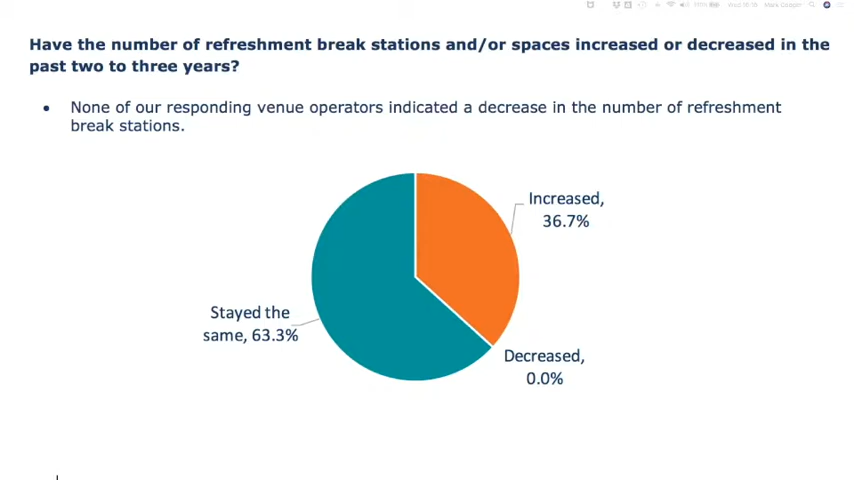 Have the number of refreshment break stations and/or spaces increased or decreased in the
past two to three years?
• None of our responding venue operators indicated a decrease in the number of refreshment
break stations.
Increased,
36.7%
Stayed the
same, 63.3%
Decreased,
0.0%